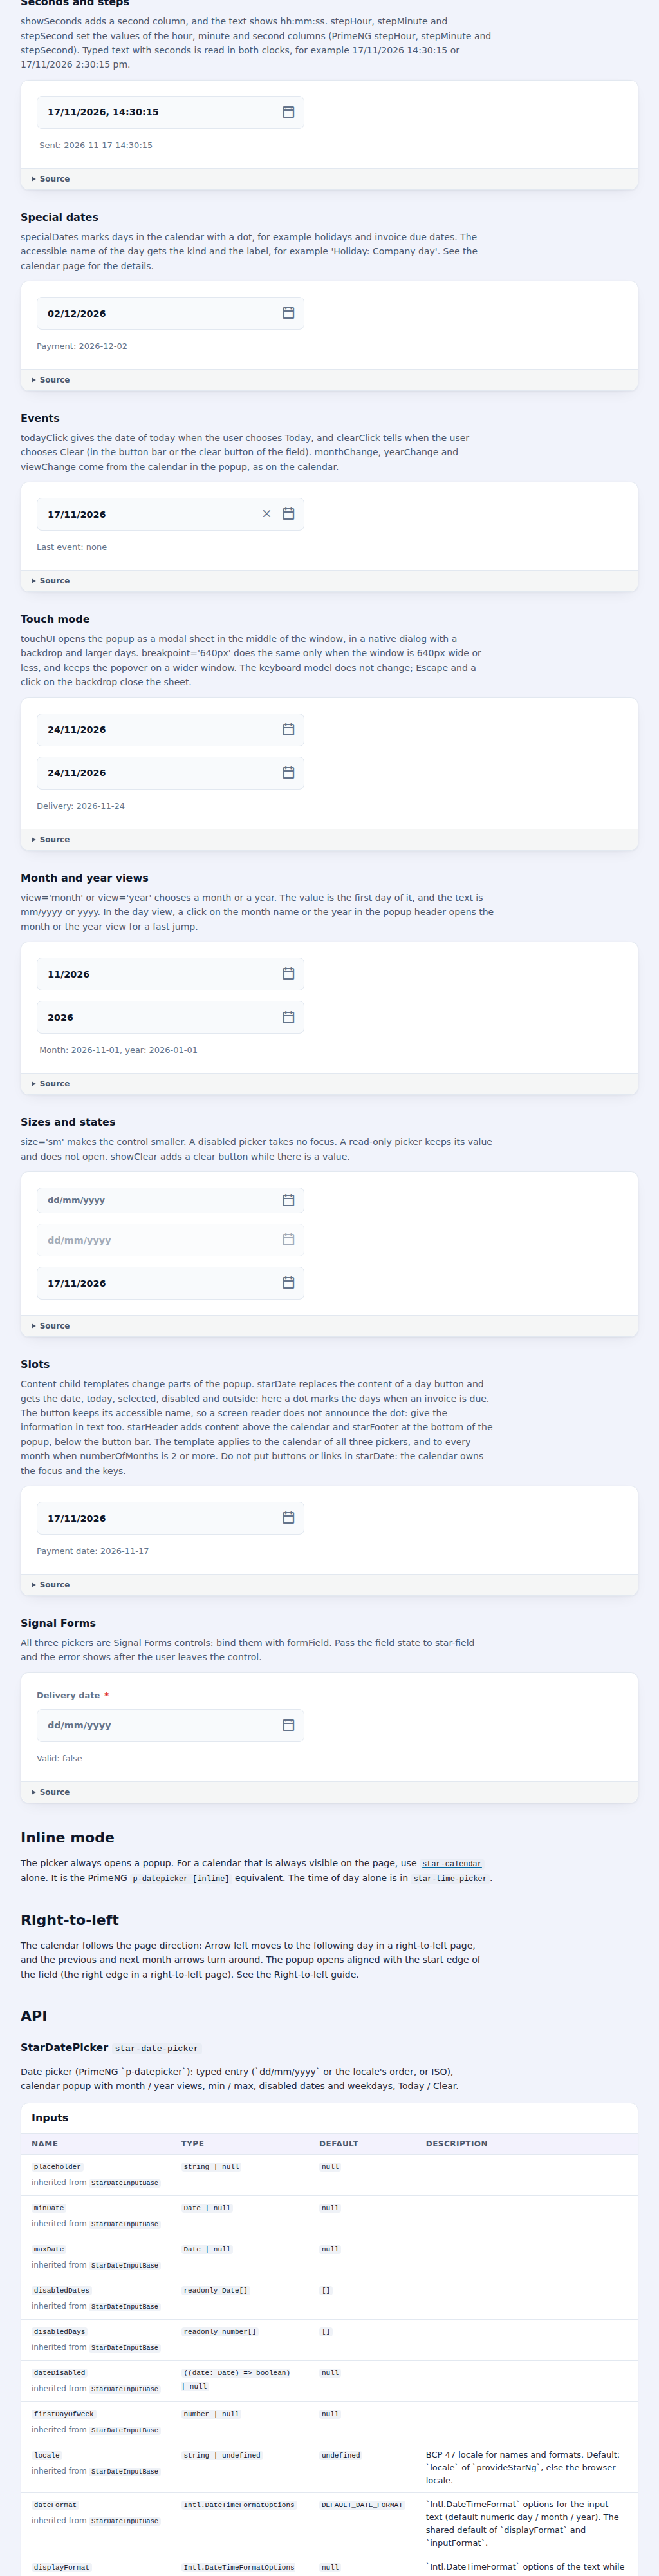 Seconds and steps
showSeconds adds a second column, and the text shows hh:mm:ss. stepHour, stepMinute and
stepSecond set the values of the hour, minute and second columns (PrimeNG stepHour, stepMinute and
stepSecond). Typed text with seconds is read in both clocks, for example 17/11/2026 14:30:15 or
17/11/2026 2:30:15 pm.
17/11/2026, 14:30:15
Sent: 2026-11-17 14:30:15
Source
Special dates
specialDates marks days in the calendar with a dot, for example holidays and invoice due dates. The
accessible name of the day gets the kind and the label, for example 'Holiday: Company day'. See the
calendar page for the details.
02/12/2026
Payment: 2026-12-02
Source
Events
todayClick gives the date of today when the user chooses Today, and clearClick tells when the user
chooses Clear (in the button bar or the clear button of the field). monthChange, yearChange and
viewChange come from the calendar in the popup, as on the calendar.
17/11/2026
Last event: none
Source
Touch mode
touchUI opens the popup as a modal sheet in the middle of the window, in a native dialog with a
backdrop and larger days. breakpoint='640px' does the same only when the window is 640px wide or
less, and keeps the popover on a wider window. The keyboard model does not change; Escape and a
click on the backdrop close the sheet.
24/11/2026
24/11/2026
Delivery: 2026-11-24
Source
Month and year views
view='month' or view='year' chooses a month or a year. The value is the first day of it, and the text is
mm/yyyy or yyyy. In the day view, a click on the month name or the year in the popup header opens the
month or the year view for a fast jump.
11/2026
2026
Month: 2026-11-01, year: 2026-01-01
Source
Sizes and states
size='sm' makes the control smaller. A disabled picker takes no focus. A read-only picker keeps its value
and does not open. showClear adds a clear button while there is a value.
dd/mm/yyyy
dd/mm/yyyy
17/11/2026
Source
Slots
Content child templates change parts of the popup. starDate replaces the content of a day button and
gets the date, today, selected, disabled and outside: here a dot marks the days when an invoice is due.
The button keeps its accessible name, so a screen reader does not announce the dot: give the
information in text too. starHeader adds content above the calendar and starFooter at the bottom of the
popup, below the button bar. The template applies to the calendar of all three pickers, and to every
month when numberOfMonths is 2 or more. Do not put buttons or links in starDate: the calendar owns
the focus and the keys.
17/11/2026
Payment date: 2026-11-17
Source
Signal Forms
All three pickers are Signal Forms controls: bind them with formField. Pass the field state to star-field
and the error shows after the user leaves the control.
Delivery date *
dd/mm/yyyy
Valid: false
Source
Inline mode
The picker always opens a popup. For a calendar that is always visible on the page, use star-calendar
alone. It is the PrimeNG p-datepicker [inline] equivalent. The time of day alone is in star-time-picker .
Right-to-left
The calendar follows the page direction: Arrow left moves to the following day in a right-to-left page,
and the previous and next month arrows turn around. The popup opens aligned with the start edge of
the field (the right edge in a right-to-left page). See the Right-to-left guide.
API
StarDatePicker star-date-picker
Date picker (PrimeNG `p-datepicker`): typed entry (`dd/mm/yyyy` or the locale's order, or ISO),
calendar popup with month / year views, min / max, disabled dates and weekdays, Today / Clear.
Inputs
NAME TYPE DEFAULT DESCRIPTION
placeholder string | null null
inherited from StarDateInputBase
minDate Date | null null
inherited from StarDateInputBase
maxDate Date | null null
inherited from StarDateInputBase
disabledDates readonly Date[] []
inherited from StarDateInputBase
disabledDays readonly number[] []
inherited from StarDateInputBase
dateDisabled ((date: Date) => boolean) | null null
inherited from StarDateInputBase
firstDayOfWeek number | null null
inherited from StarDateInputBase
locale string | undefined undefined BCP 47 locale for names and formats. Default:
`locale` of `provideStarNg`, else the browser
locale.
inherited from StarDateInputBase
dateFormat Intl.DateTimeFormatOptions DEFAULT_DATE_FORMAT `Intl.DateTimeFormat` options for the input
text (default numeric day / month / year). The
shared default of `displayFormat` and
`inputFormat`.
inherited from StarDateInputBase
displayFormat Intl.DateTimeFormatOptions null `Intl.DateTimeFormat` options of the text while